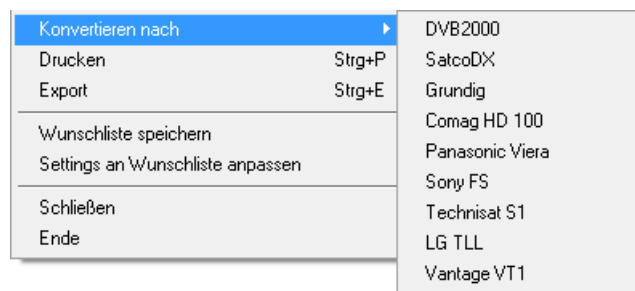 Konvertieren nach
Drucken Strg+P
Export Strg+E
Wunschliste speichern
Settings an Wunschliste anpassen
Schließen
Ende
DVB2000
SatcoDX
Grundig
Comag HD 100
Panasonic Viera
Sony FS
Technisat S1
LG TLL
Vantage VT1